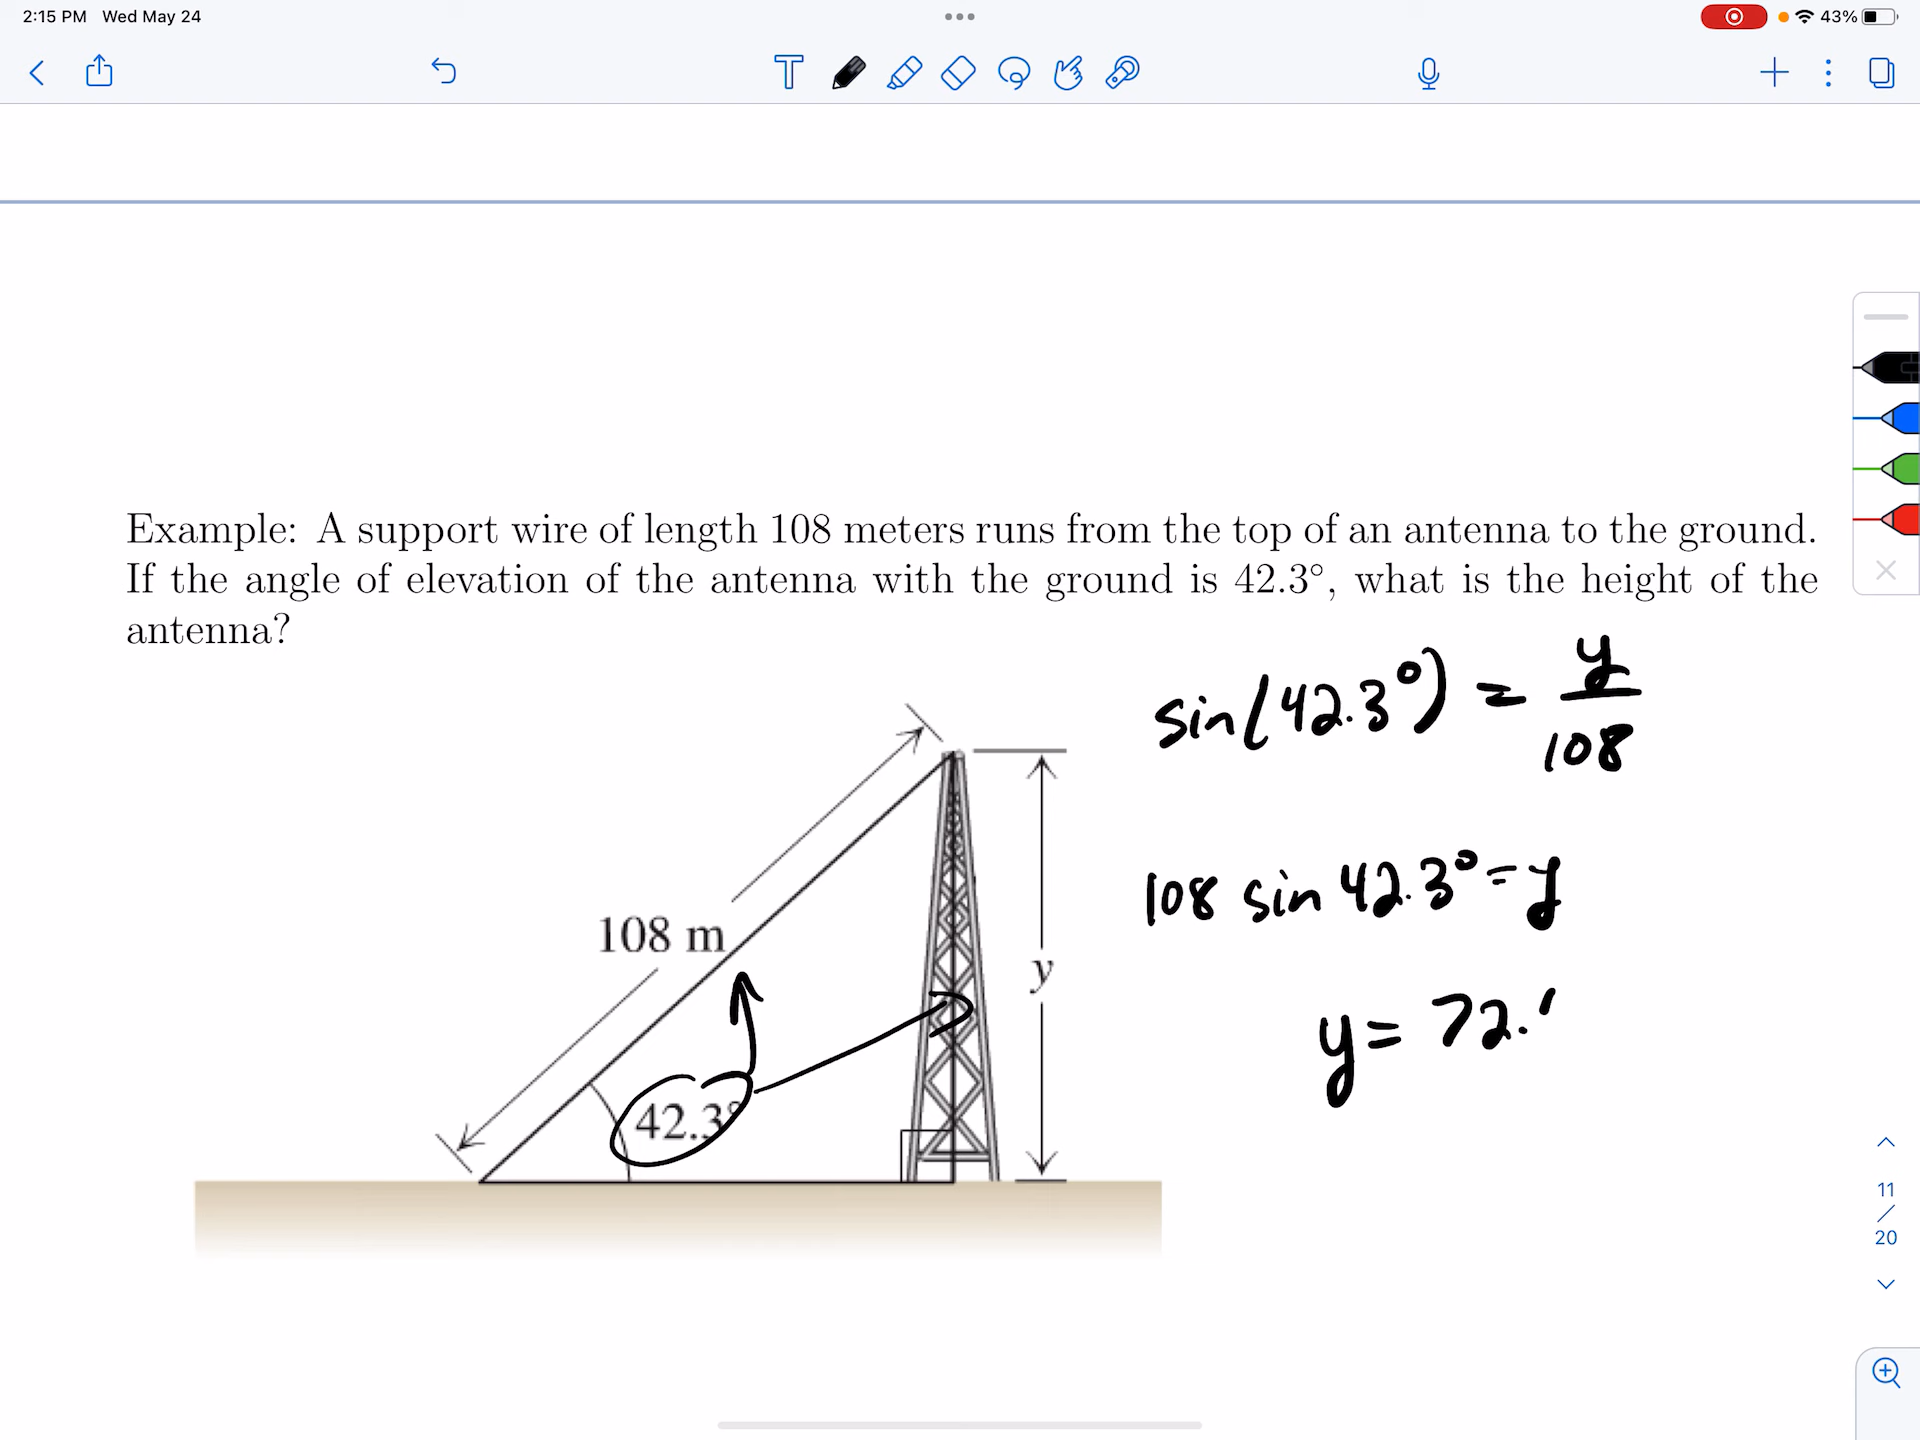 2:15 PM Wed May 24
43%
Example: A support wire of length 108 meters runs from the top of an antenna to the ground.
If the angle of elevation of the antenna with the ground is 42.3°, what is the height of the
antenna?
sin(42.3°) = y/108
108 sin 42.3° = y
y = 72.
108 m
y
42.3°
11
/
20